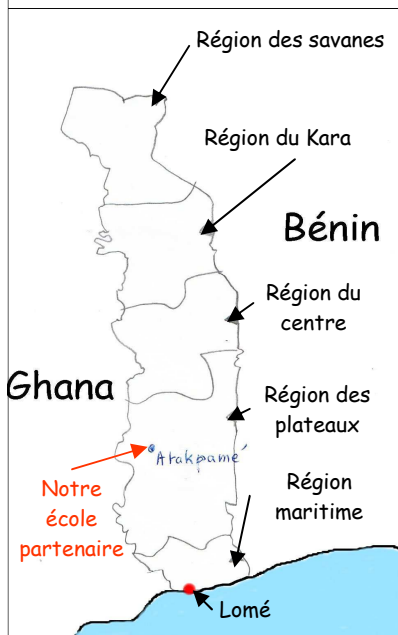 Région des savanes
Région du Kara
Bénin
Région du
centre
Ghana
Région des
plateaux
Atakpamé
Notre
école
partenaire
Région
maritime
Lomé